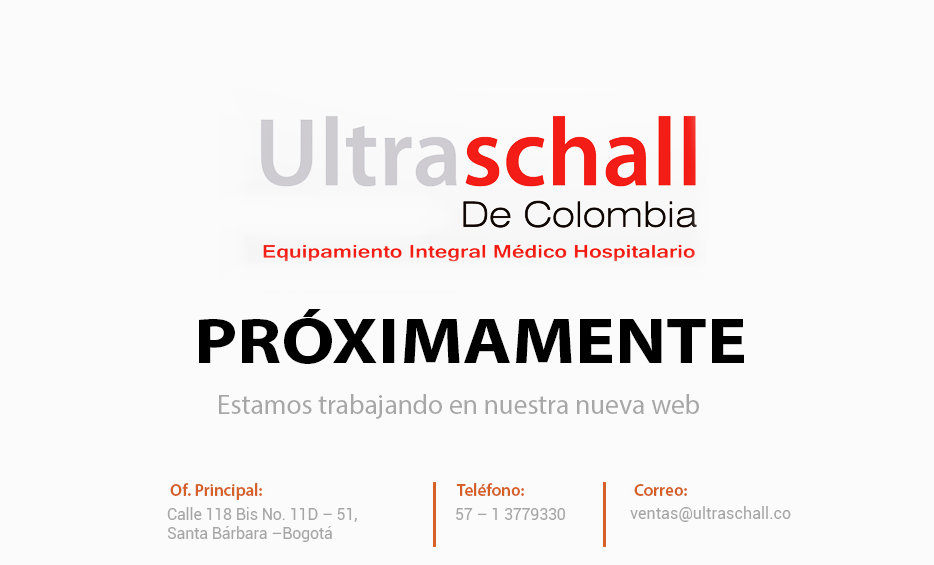 Ultraschall
De Colombia
Equipamiento Integral Médico Hospitalario
PRÓXIMAMENTE
Estamos trabajando en nuestra nueva web
Of. Principal:
Calle 118 Bis No. 11D – 51,
Santa Bárbara –Bogotá
Teléfono:
57 – 1 3779330
Correo:
ventas@ultraschall.co